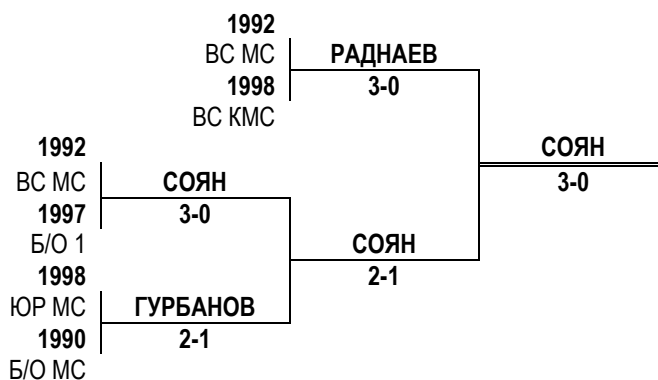 1992
ВС МС
РАДНАЕВ
1998
3-0
ВС КМС
1992
СОЯН
ВС МС
СОЯН
3-0
1997
3-0
Б/О 1
СОЯН
1998
2-1
ЮР МС
ГУРБАНОВ
1990
2-1
Б/О МС